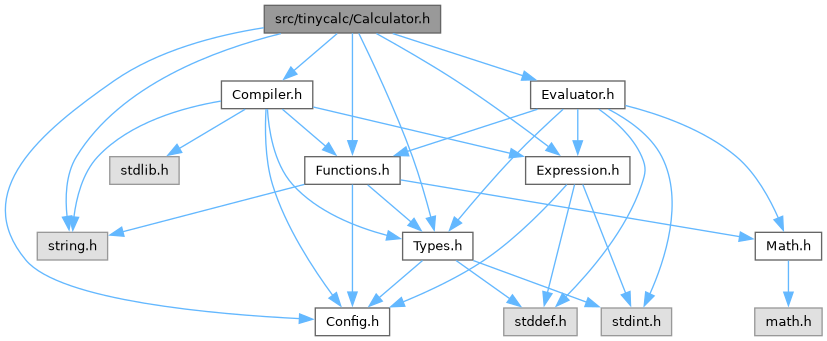 src/tinycalc/Calculator.h
Compiler.h
Evaluator.h
stdlib.h
Functions.h
Expression.h
string.h
Types.h
Math.h
Config.h
stddef.h
stdint.h
math.h